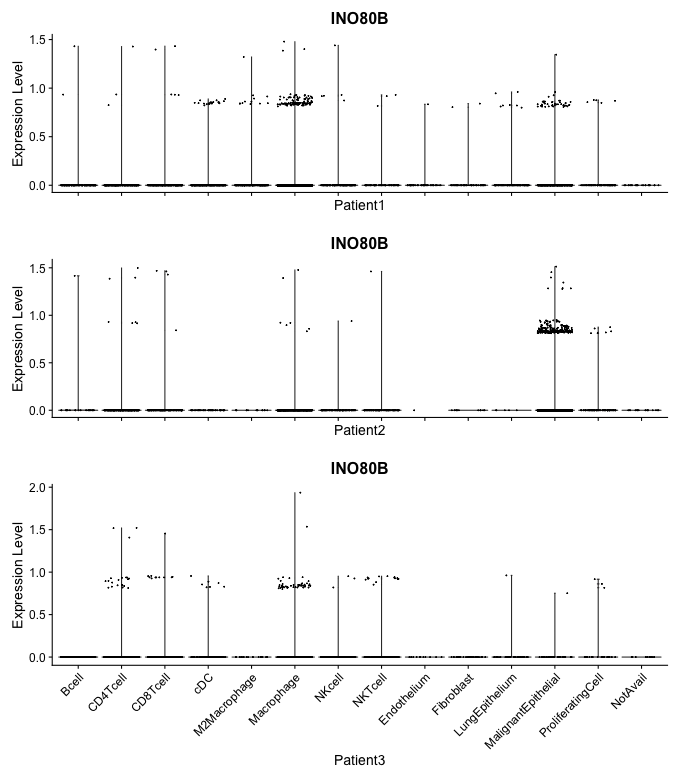 INO80B
Expression Level
1.5
1.0
0.5
0.0
Patient1
INO80B
Expression Level
1.5
1.0
0.5
0.0
Patient2
INO80B
Expression Level
2.0
1.5
1.0
0.5
0.0
Bcell
CD4Tcell
CD8Tcell
cDC
M2Macrophage
Macrophage
NKcell
NKTcell
Endothelium
Fibroblast
LungEpithelium
MalignantEpithelial
ProliferatingCell
NotAvail
Patient3